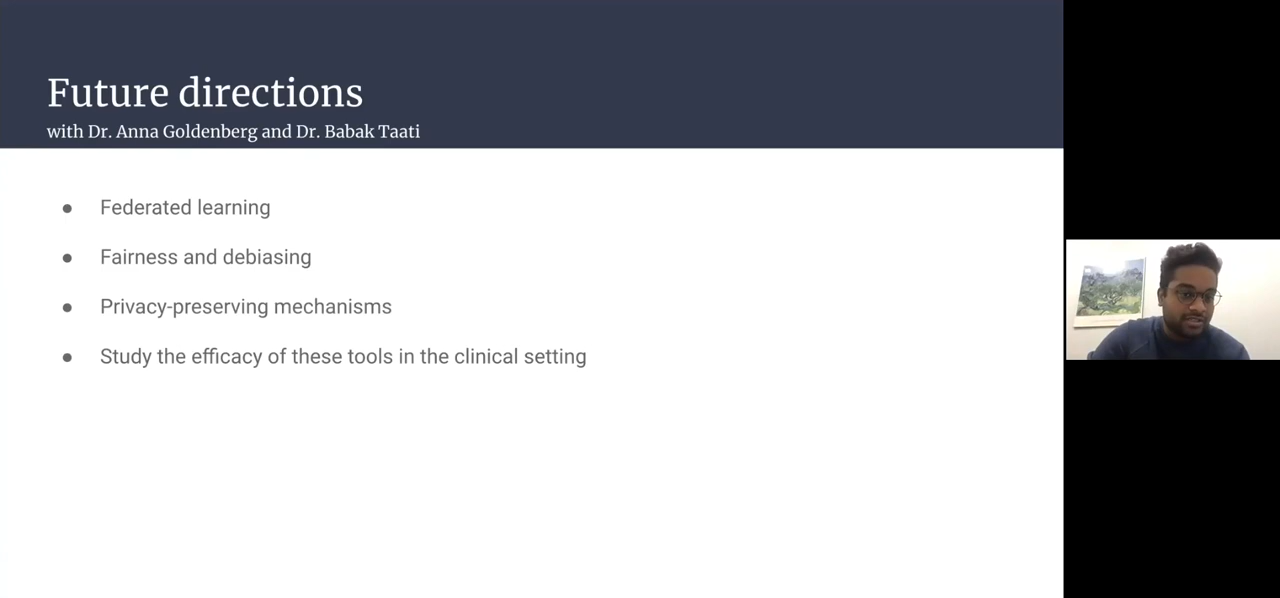 Future directions
with Dr. Anna Goldenberg and Dr. Babak Taati
● Federated learning
● Fairness and debiasing
● Privacy-preserving mechanisms
● Study the efficacy of these tools in the clinical setting